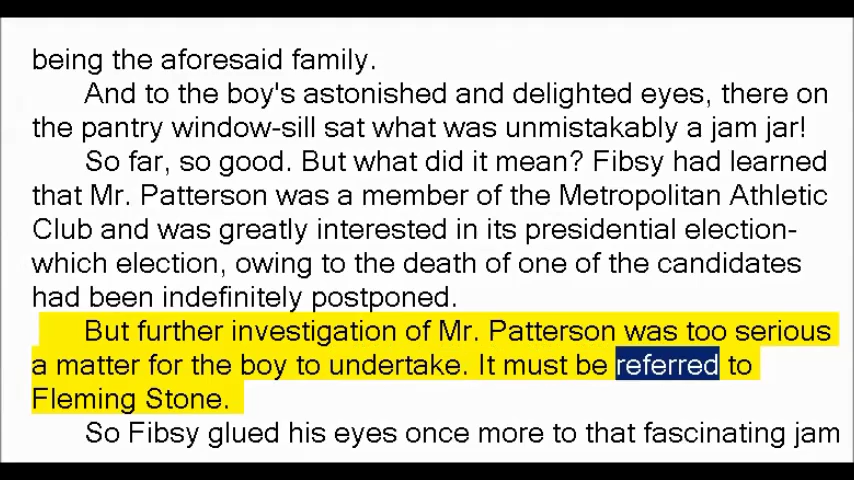 being the aforesaid family.
And to the boy's astonished and delighted eyes, there on
the pantry window-sill sat what was unmistakably a jam jar!
So far, so good. But what did it mean? Fibsy had learned
that Mr. Patterson was a member of the Metropolitan Athletic
Club and was greatly interested in its presidential election-
which election, owing to the death of one of the candidates
had been indefinitely postponed.
But further investigation of Mr. Patterson was too serious
a matter for the boy to undertake. It must be referred to
Fleming Stone.
So Fibsy glued his eyes once more to that fascinating jam